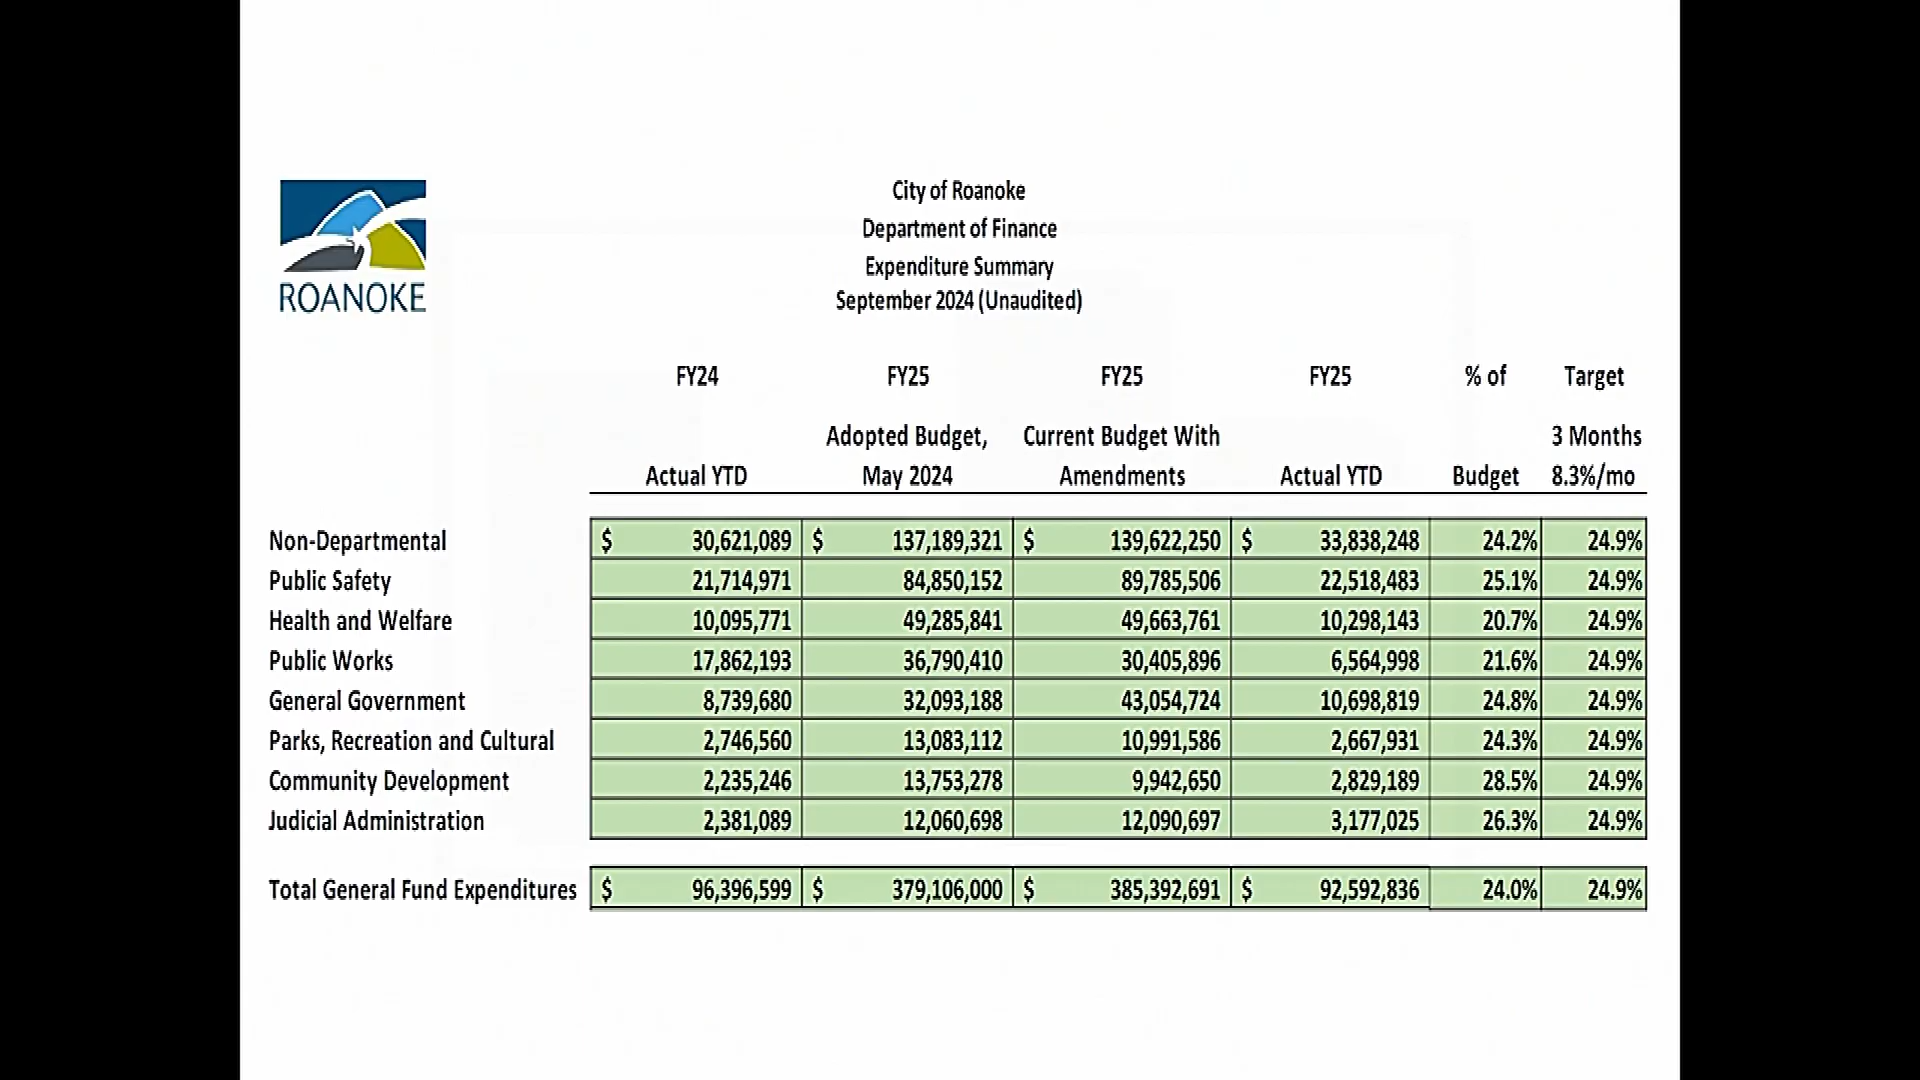 ROANOKE
City of Roanoke
Department of Finance
Expenditure Summary
September 2024 (Unaudited)
FY24 FY25 FY25 FY25 % of Target
Adopted Budget, Current Budget With 3 Months
Actual YTD May 2024 Amendments Actual YTD Budget 8.3%/mo
Non-Departmental $ 30,621,089 $ 137,189,321 $ 139,622,250 $ 33,838,248 24.2% 24.9%
Public Safety 21,714,971 84,850,152 89,785,506 22,518,483 25.1% 24.9%
Health and Welfare 10,095,771 49,285,841 49,663,761 10,298,143 20.7% 24.9%
Public Works 17,862,193 36,790,410 30,405,896 6,564,998 21.6% 24.9%
General Government 8,739,680 32,093,188 43,054,724 10,698,819 24.8% 24.9%
Parks, Recreation and Cultural 2,746,560 13,083,112 10,991,586 2,667,931 24.3% 24.9%
Community Development 2,235,246 13,753,278 9,942,650 2,829,189 28.5% 24.9%
Judicial Administration 2,381,089 12,060,698 12,090,697 3,177,025 26.3% 24.9%
Total General Fund Expenditures $ 96,396,599 $ 379,106,000 $ 385,392,691 $ 92,592,836 24.0% 24.9%